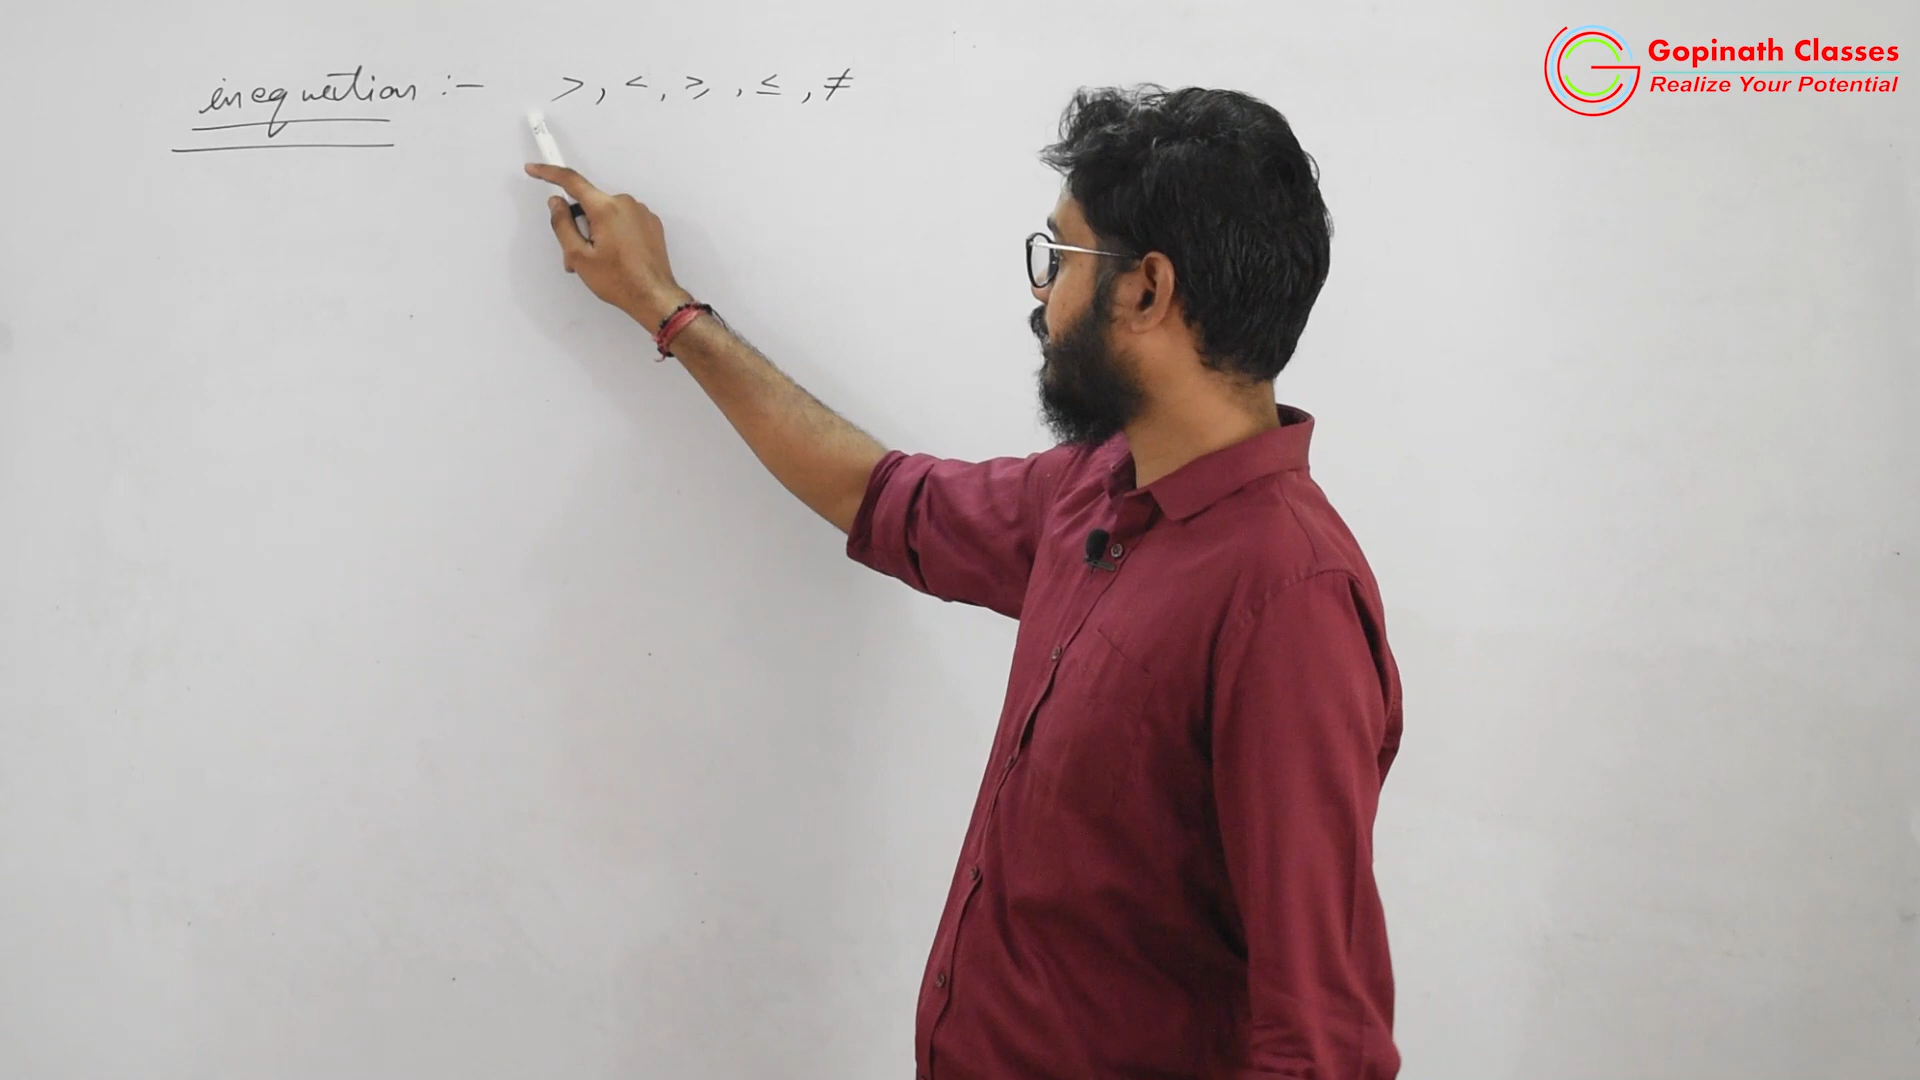 inequation :- >, <, ≥, , ≤, ≠
Gopinath Classes
Realize Your Potential